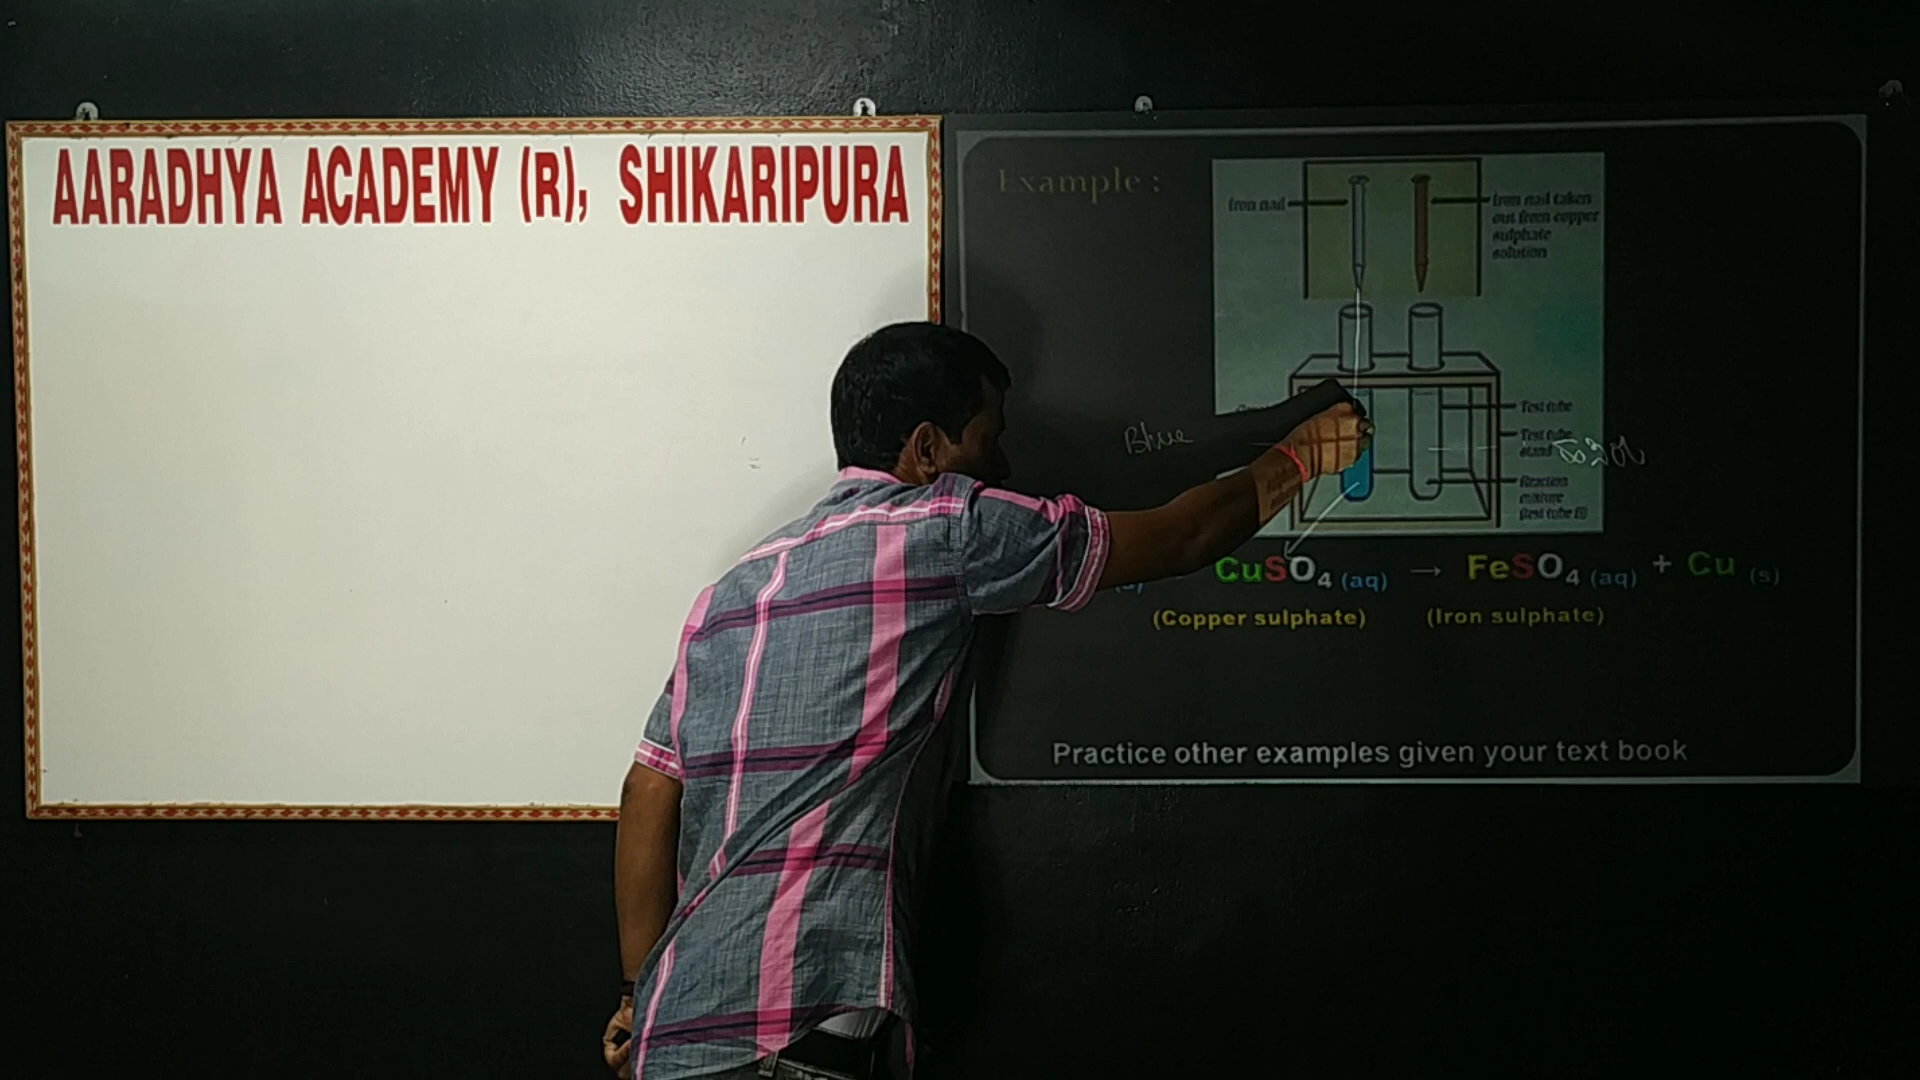 AARADHYA ACADEMY (R), SHIKARIPURA
Example :
Iron nail
Iron nail taken
out from copper
sulphate
solution
Test tube
Test tube
stand
Reaction
mixture
Blue
CuSO₄ (aq) → FeSO₄ (aq) + Cu (s)
(Copper sulphate) (Iron sulphate)
Practice other examples given your text book